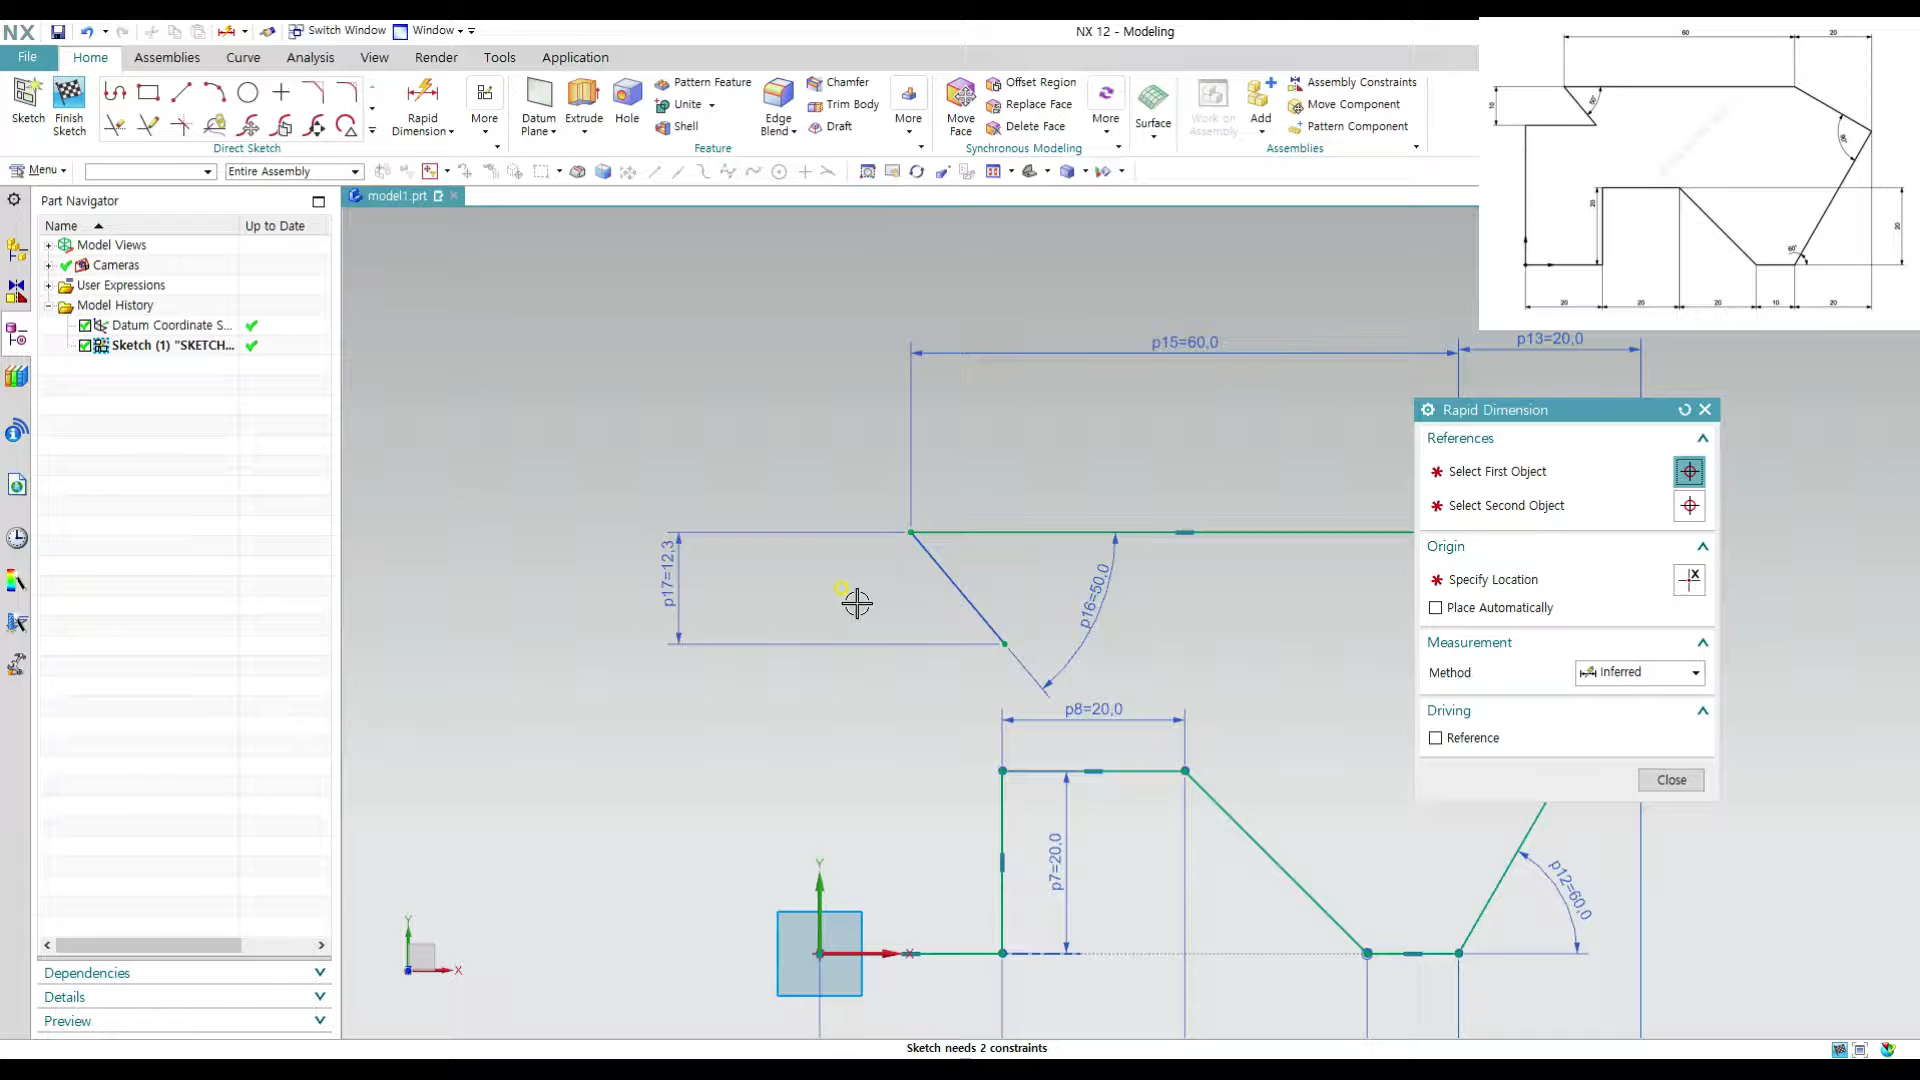 NX
Switch Window
Window
NX 12 - Modeling
File
Home
Assemblies
Curve
Analysis
View
Render
Tools
Application
Sketch
Finish Sketch
Rapid Dimension
More
Direct Sketch
Datum Plane
Extrude
Hole
Pattern Feature
Unite
Shell
Edge Blend
Chamfer
Trim Body
Draft
More
Feature
Move Face
Offset Region
Replace Face
Delete Face
More
Synchronous Modeling
Surface
Work on Assembly
Add
Assembly Constraints
Move Component
Pattern Component
Assemblies
Menu
Entire Assembly
Part Navigator
Name
Up to Date
Model Views
Cameras
User Expressions
Model History
Datum Coordinate S...
Sketch (1) "SKETCH...
Dependencies
Details
Preview
model1.prt
60
20
10
50°
20
60°
20
20
20
20
10
20
p15=60,0
p13=20,0
p17=12,3
p16=50,0
p8=20,0
p7=20,0
p12=60,0
Y
X
Y
X
Rapid Dimension
References
Select First Object
Select Second Object
Origin
Specify Location
Place Automatically
Measurement
Method
Inferred
Driving
Reference
Close
Sketch needs 2 constraints